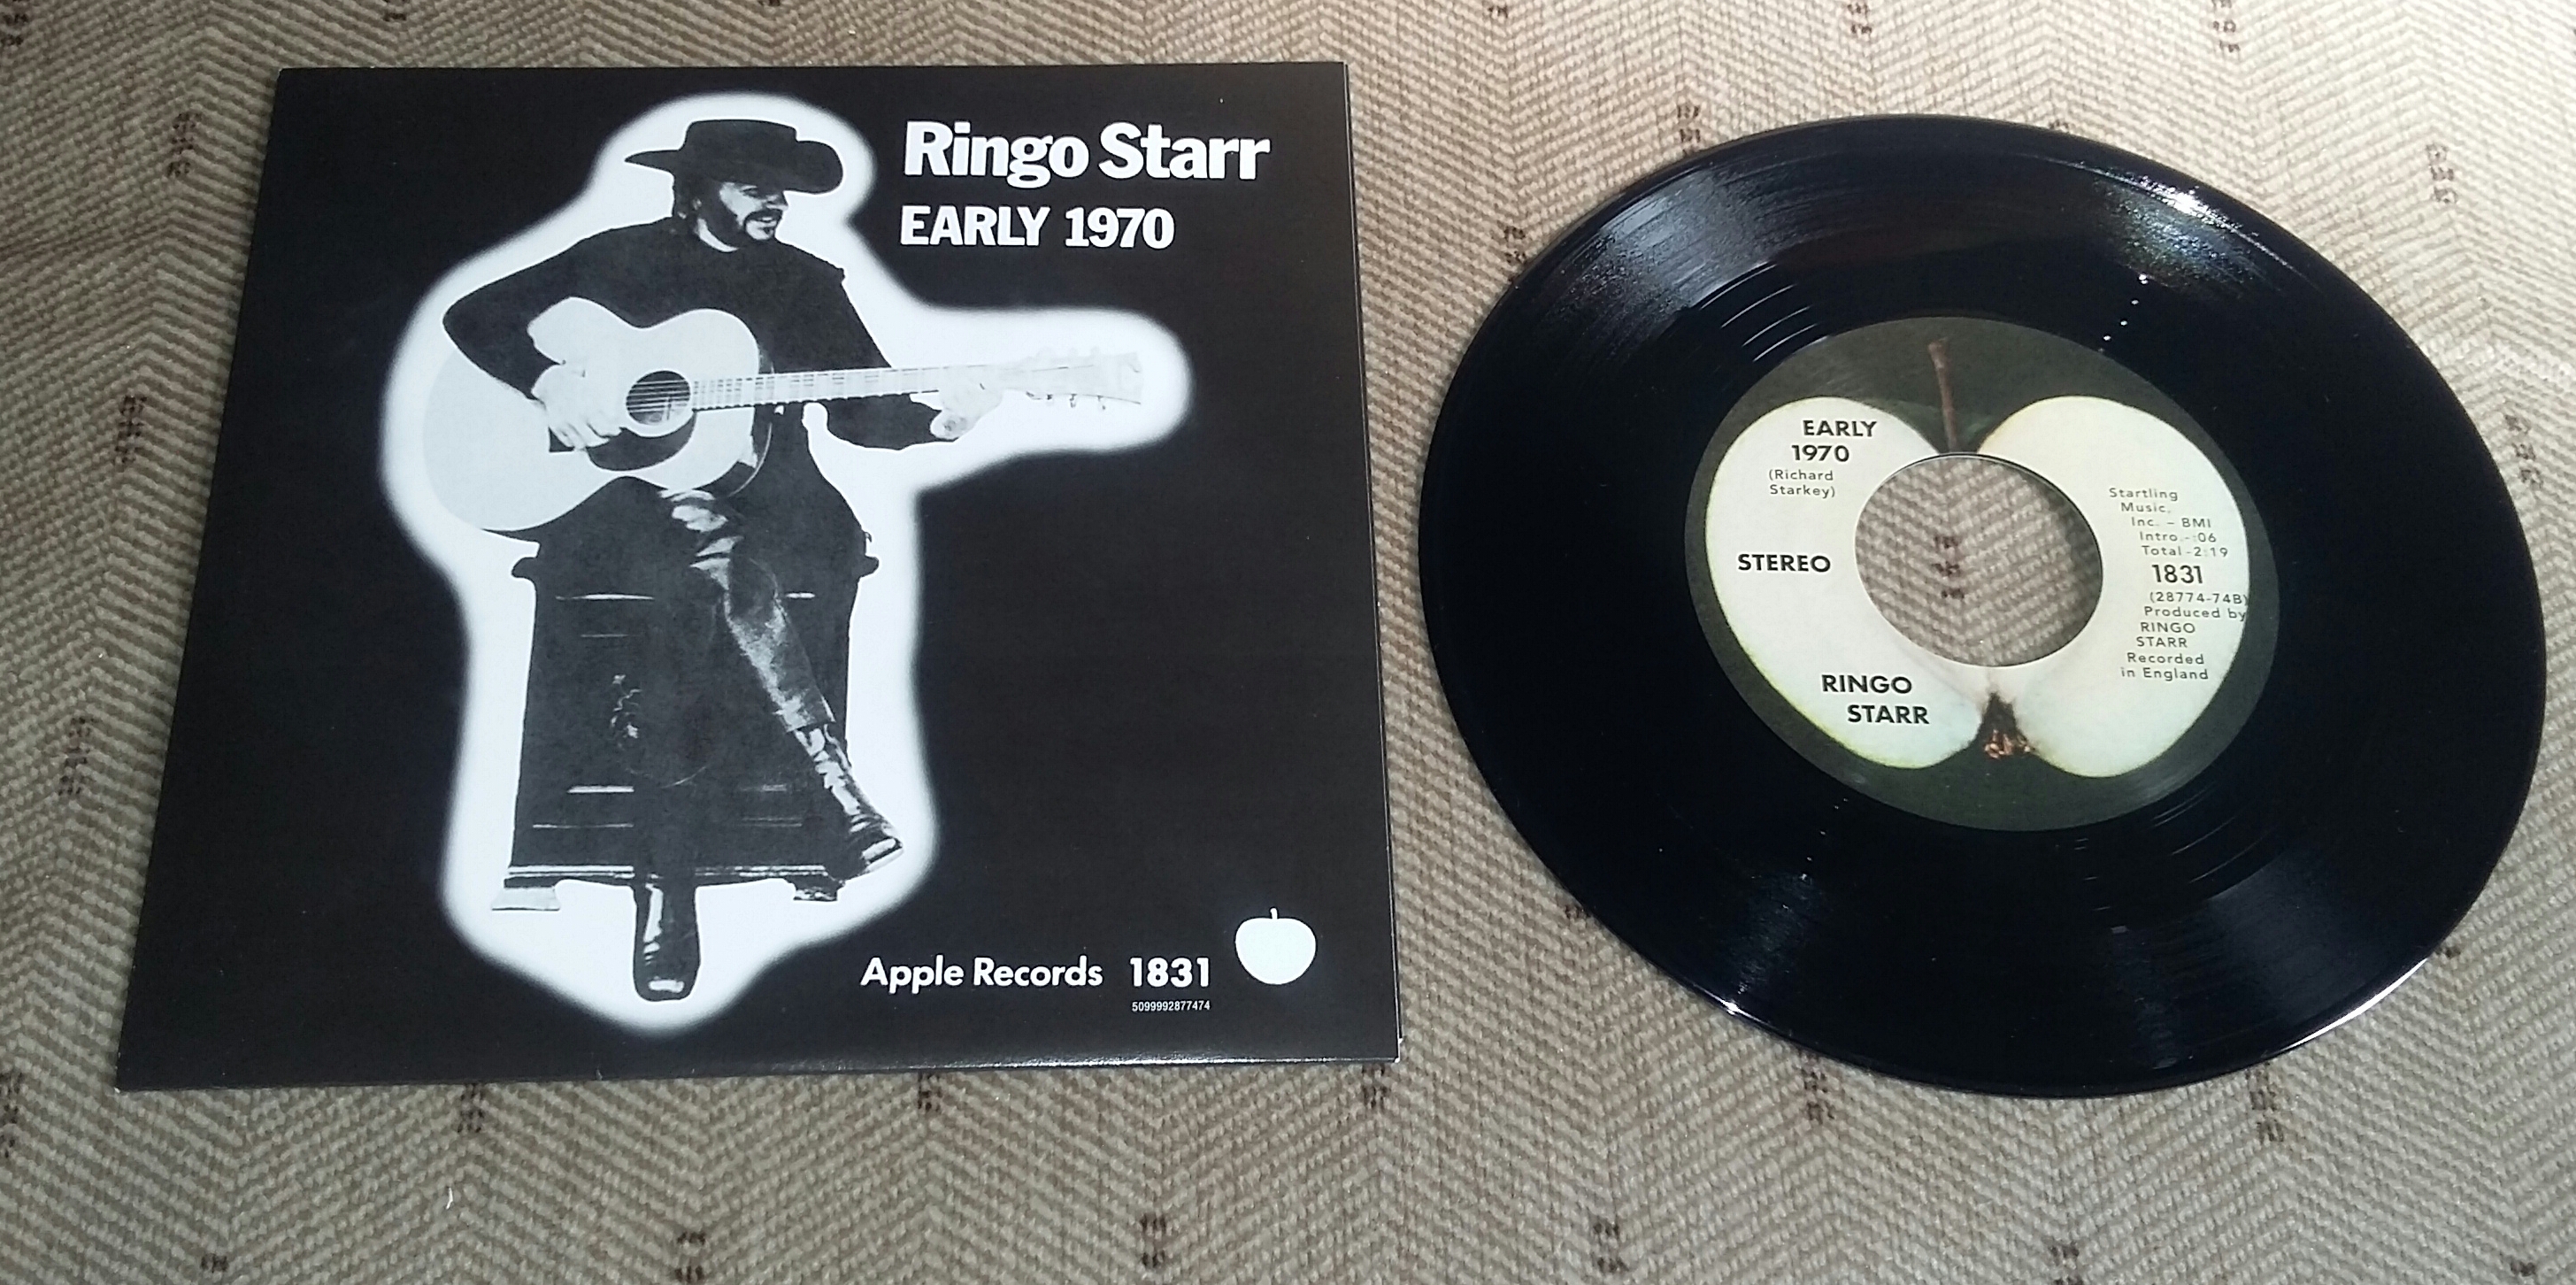 Ringo Starr
EARLY 1970
Apple Records 1831
5099992877474
EARLY
1970
(Richard
Starkey)
STEREO
RINGO
STARR
Startling
Music,
Inc. – BMI
Intro.-:06
Total-2:19
1831
(28774-74B)
Produced by
RINGO
STARR
Recorded
in England